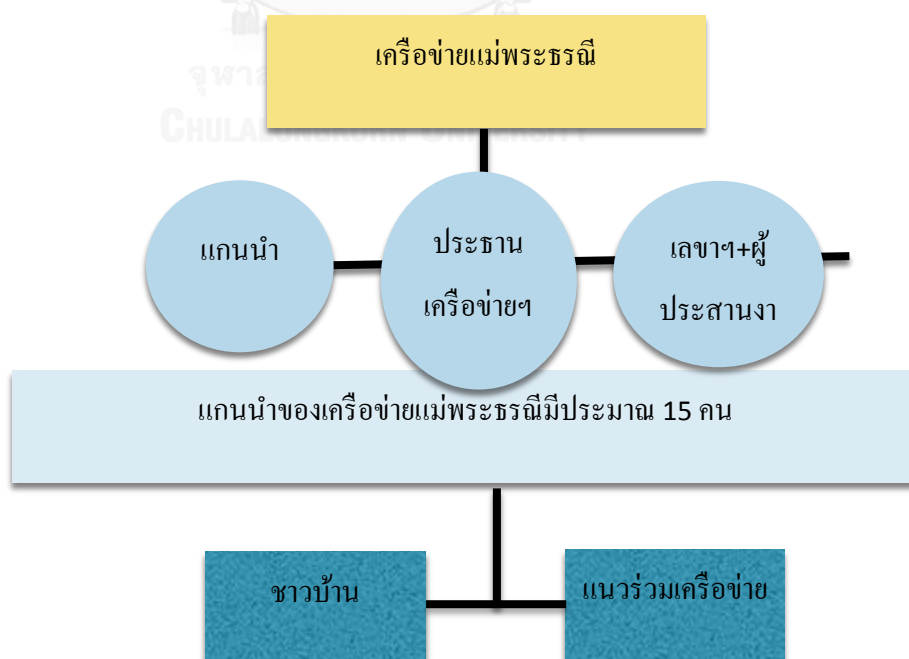 เครือข่ายแม่พระธรณี
แกนนำ
ประธาน
เครือข่ายฯ
เลขาฯ+ผู้
ประสานงา
แกนนำของเครือข่ายแม่พระธรณีมีประมาณ 15 คน
ชาวบ้าน
แนวร่วมเครือข่าย